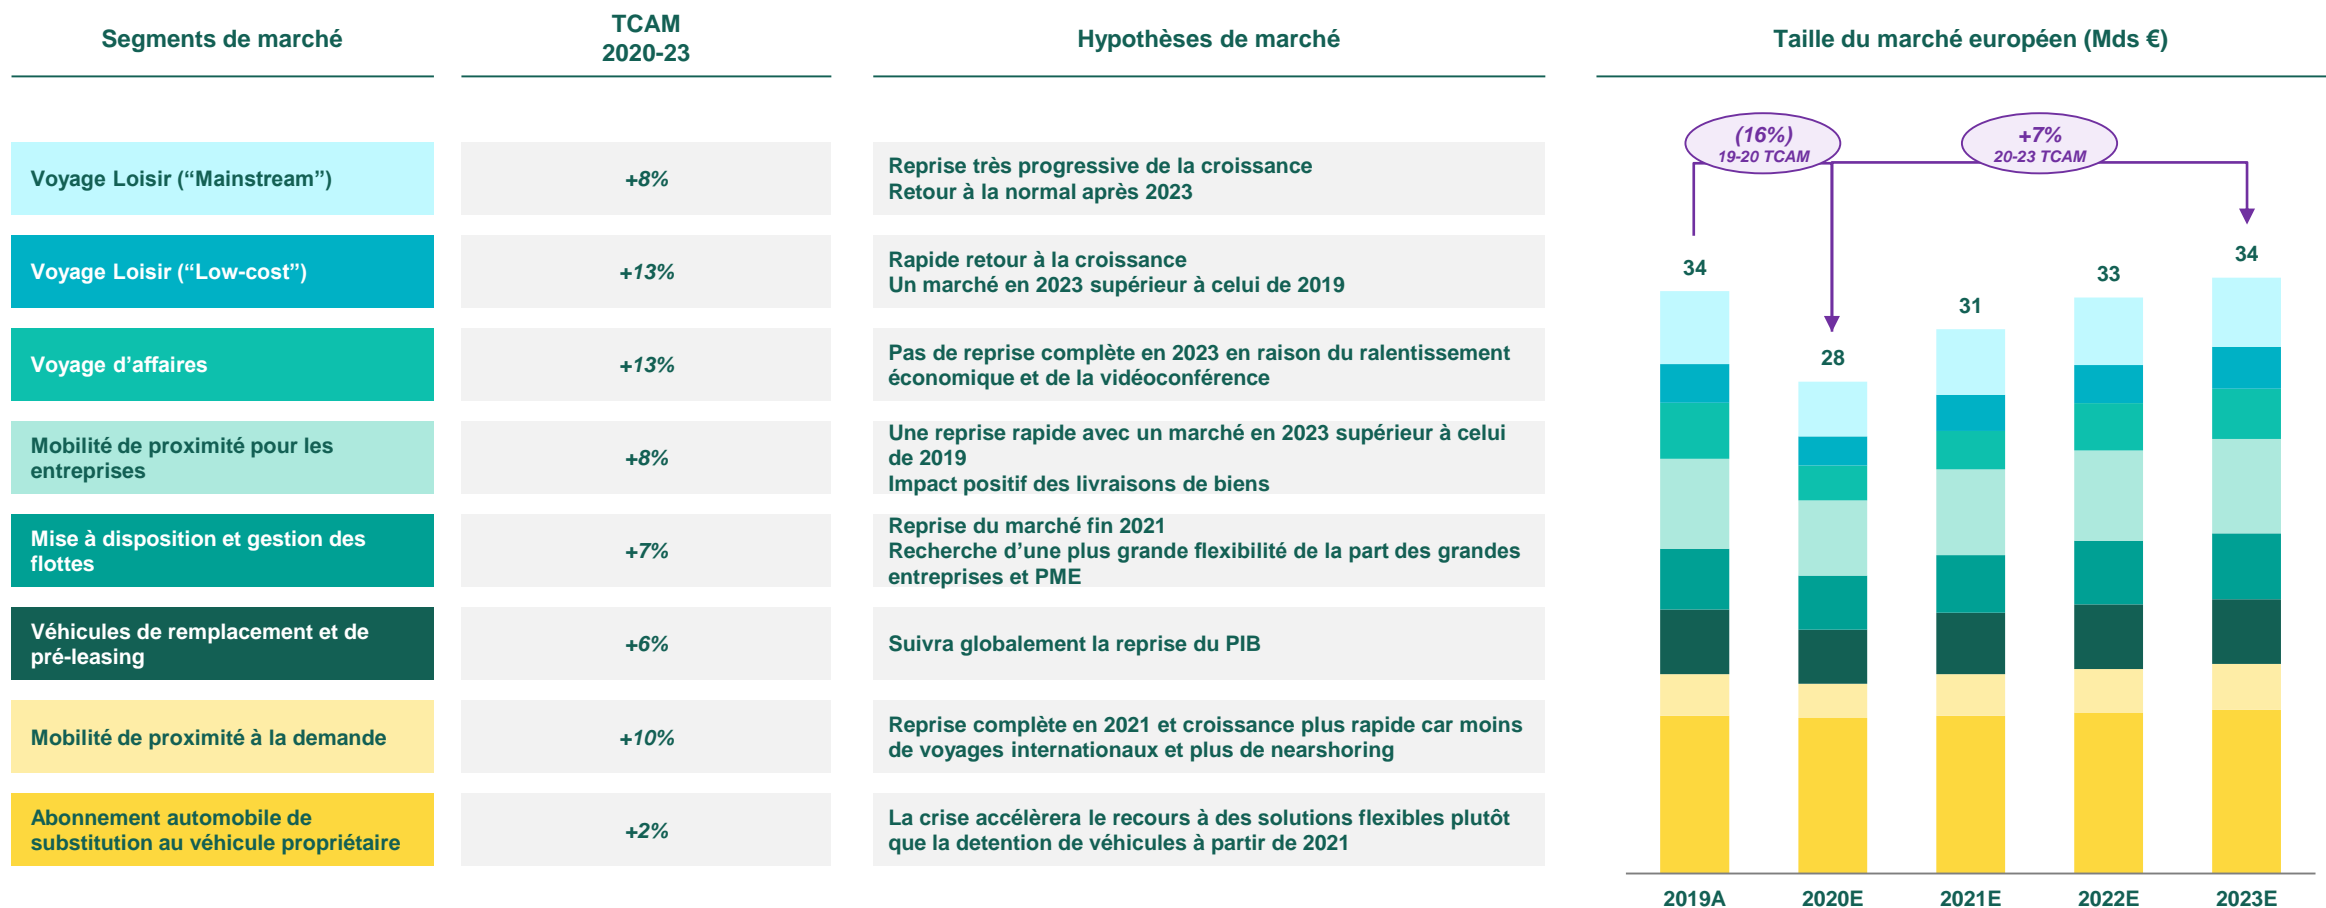 Segments de marché
TCAM
2020-23
Hypothèses de marché
Taille du marché européen (Mds €)
Voyage Loisir (“Mainstream”)
+8%
Reprise très progressive de la croissance
Retour à la normal après 2023
Voyage Loisir (“Low-cost”)
+13%
Rapide retour à la croissance
Un marché en 2023 supérieur à celui de 2019
Voyage d’affaires
+13%
Pas de reprise complète en 2023 en raison du ralentissement
économique et de la vidéoconférence
Mobilité de proximité pour les
entreprises
+8%
Une reprise rapide avec un marché en 2023 supérieur à celui
de 2019
Impact positif des livraisons de biens
Mise à disposition et gestion des
flottes
+7%
Reprise du marché fin 2021
Recherche d’une plus grande flexibilité de la part des grandes
entreprises et PME
Véhicules de remplacement et de
pré-leasing
+6%
Suivra globalement la reprise du PIB
Mobilité de proximité à la demande
+10%
Reprise complète en 2021 et croissance plus rapide car moins
de voyages internationaux et plus de nearshoring
Abonnement automobile de
substitution au véhicule propriétaire
+2%
La crise accélèrera le recours à des solutions flexibles plutôt
que la detention de véhicules à partir de 2021
(16%)
19-20 TCAM
+7%
20-23 TCAM
34
28
31
33
34
2019A
2020E
2021E
2022E
2023E